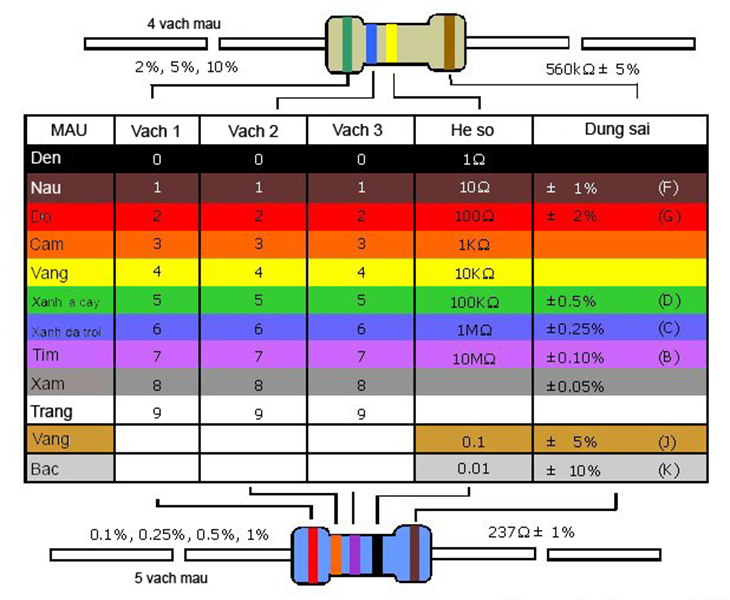 4 vach mau
2%, 5%, 10%
560kΩ ± 5%
MAU Vach 1 Vach 2 Vach 3 He so Dung sai
Den 0 0 0 1Ω
Nau 1 1 1 10Ω ± 1% (F)
Do 2 2 2 100Ω ± 2% (G)
Cam 3 3 3 1KΩ
Vang 4 4 4 10KΩ
Xanh a cay 5 5 5 100KΩ ±0.5% (D)
Xanh da troi 6 6 6 1MΩ ±0.25% (C)
Tim 7 7 7 10MΩ ±0.10% (B)
Xam 8 8 8 ±0.05%
Trang 9 9 9
Vang 0.1 ± 5% (J)
Bac 0.01 ± 10% (K)
0.1%, 0.25%, 0.5%, 1%
237Ω ± 1%
5 vach mau